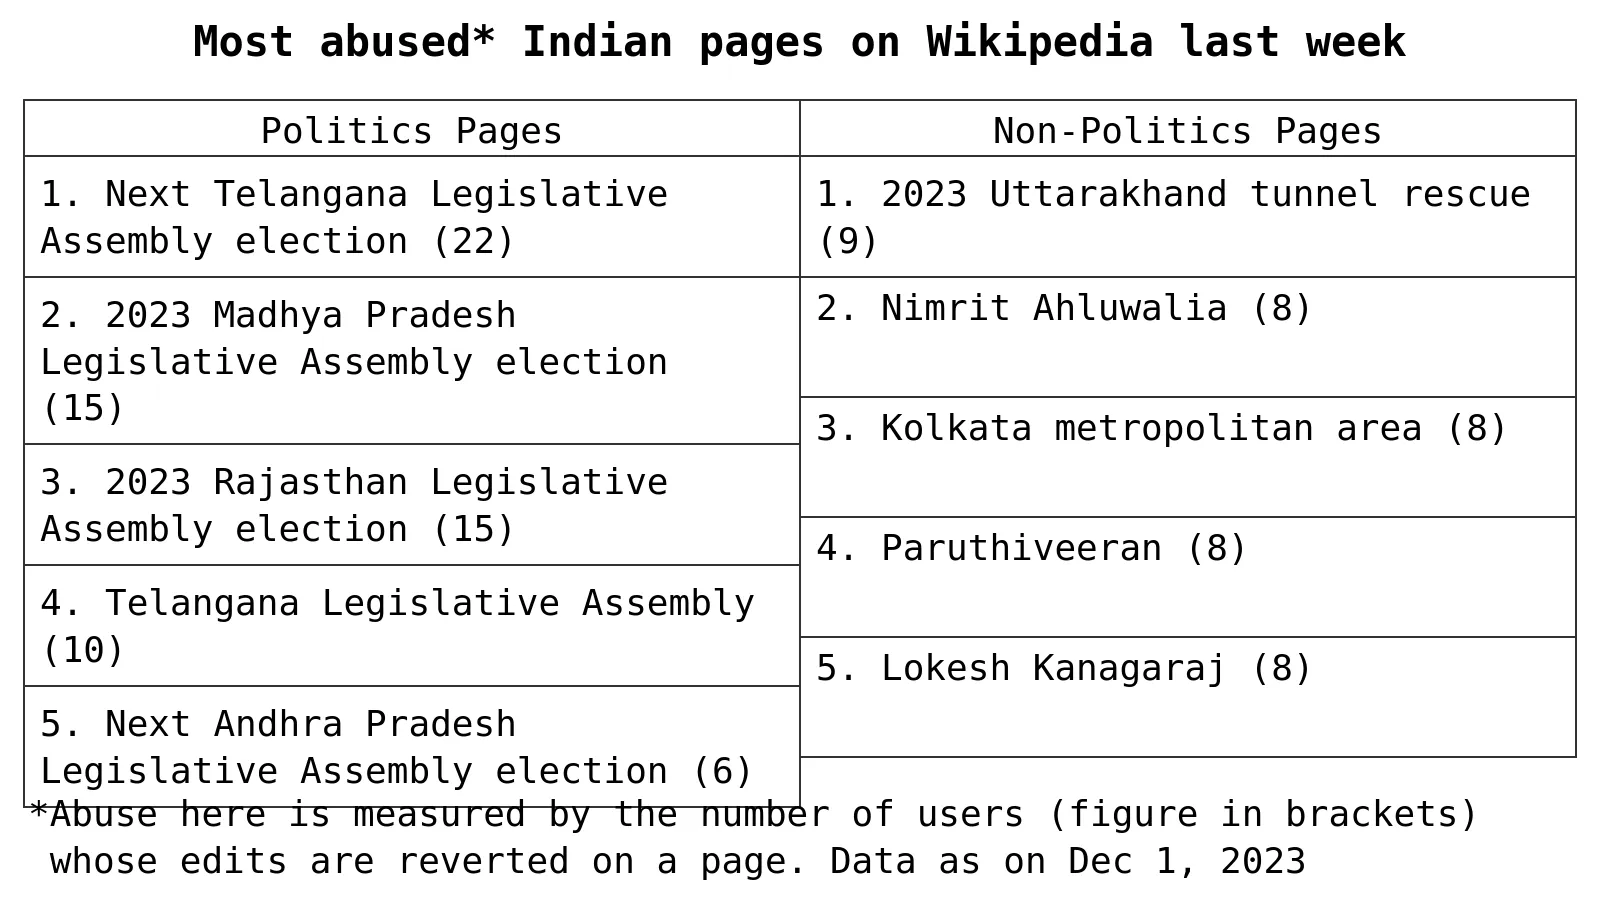 Most abused* Indian pages on Wikipedia last week
Politics Pages
1. Next Telangana Legislative
Assembly election (22)
2. 2023 Madhya Pradesh
Legislative Assembly election
(15)
3. 2023 Rajasthan Legislative
Assembly election (15)
4. Telangana Legislative Assembly
(10)
5. Next Andhra Pradesh
Legislative Assembly election (6)
Non-Politics Pages
1. 2023 Uttarakhand tunnel rescue
(9)
2. Nimrit Ahluwalia (8)
3. Kolkata metropolitan area (8)
4. Paruthiveeran (8)
5. Lokesh Kanagaraj (8)
*Abuse here is measured by the number of users (figure in brackets)
whose edits are reverted on a page. Data as on Dec 1, 2023